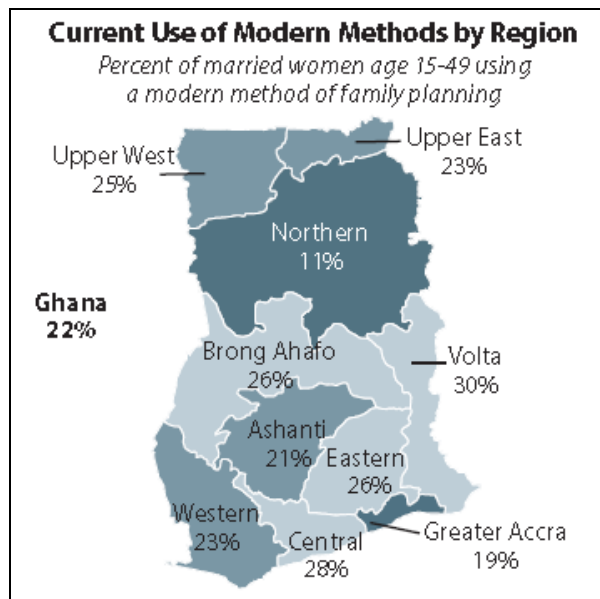 Current Use of Modern Methods by Region
Percent of married women age 15-49 using
a modern method of family planning
Upper West
25%
Upper East
23%
Northern
11%
Ghana
22%
Brong Ahafo
26%
Volta
30%
Ashanti
21%
Eastern
26%
Western
23%
Central
28%
Greater Accra
19%